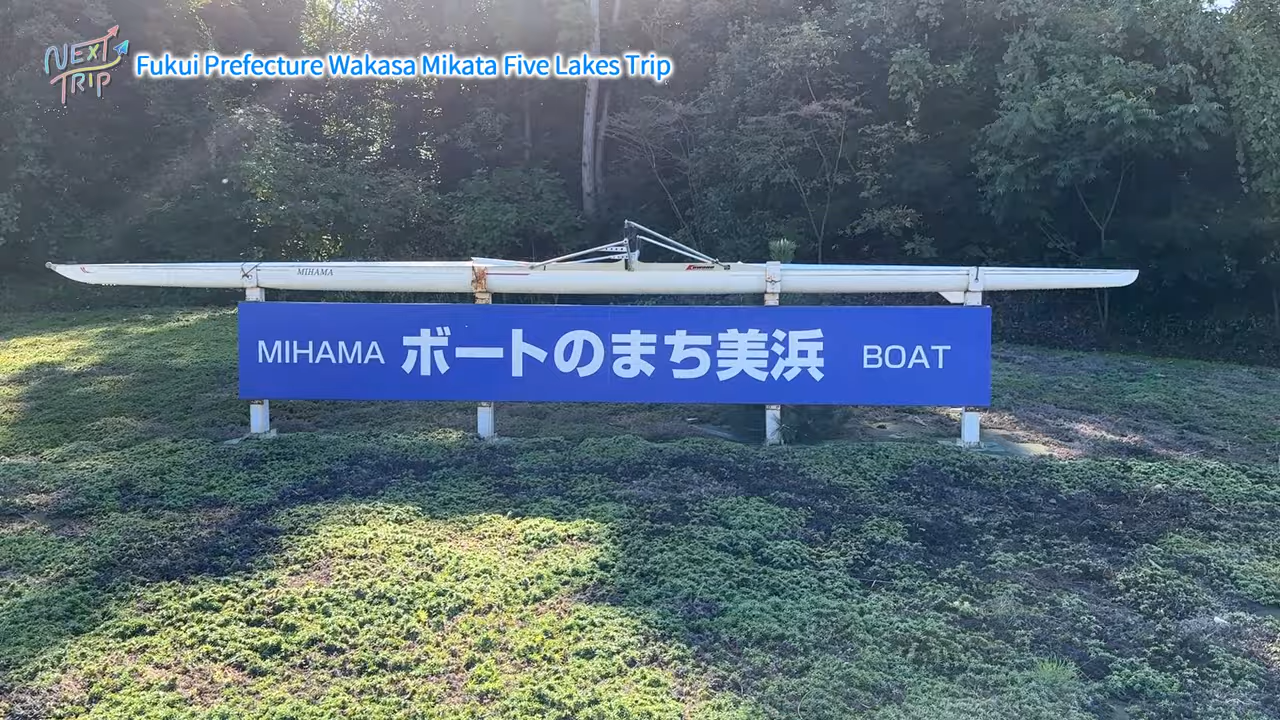 NEXT TRIP
Fukui Prefecture Wakasa Mikata Five Lakes Trip
MIHAMA
MIHAMA ボートのまち美浜 BOAT